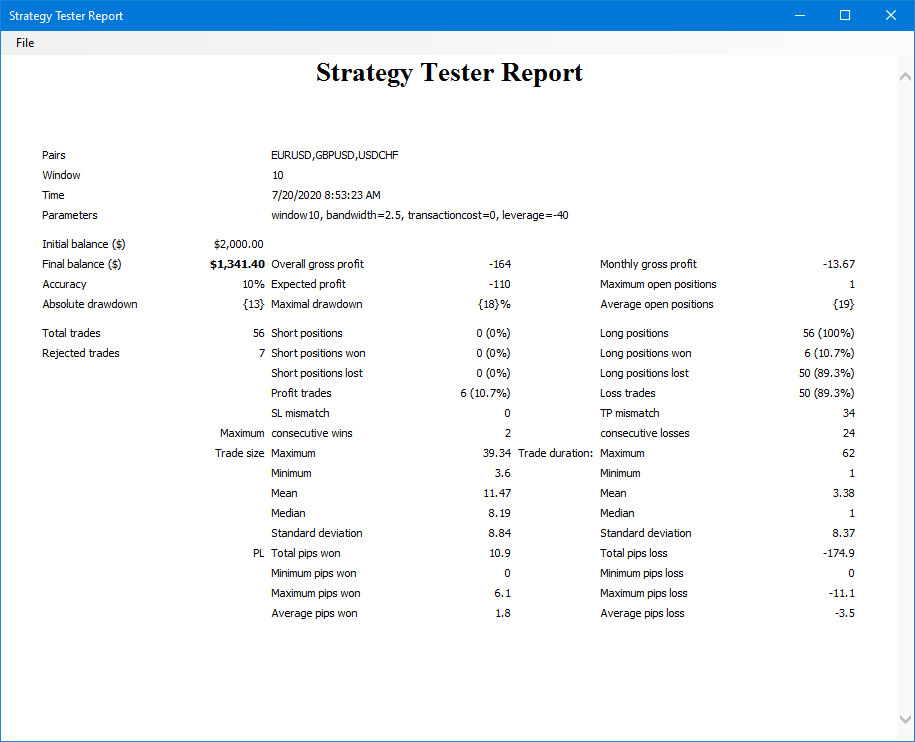 Strategy Tester Report
File
Strategy Tester Report
Pairs EURUSD,GBPUSD,USDCHF
Window 10
Time 7/20/2020 8:53:23 AM
Parameters window10, bandwidth=2.5, transactioncost=0, leverage=-40
Initial balance ($) $2,000.00
Final balance ($) $1,341.40 Overall gross profit -164 Monthly gross profit -13.67
Accuracy 10% Expected profit -110 Maximum open positions 1
Absolute drawdown {13} Maximal drawdown {18}% Average open positions {19}
Total trades 56 Short positions 0 (0%) Long positions 56 (100%)
Rejected trades 7 Short positions won 0 (0%) Long positions won 6 (10.7%)
Short positions lost 0 (0%) Long positions lost 50 (89.3%)
Profit trades 6 (10.7%) Loss trades 50 (89.3%)
SL mismatch 0 TP mismatch 34
Maximum consecutive wins 2 consecutive losses 24
Trade size Maximum 39.34 Trade duration: Maximum 62
Minimum 3.6 Minimum 1
Mean 11.47 Mean 3.38
Median 8.19 Median 1
Standard deviation 8.84 Standard deviation 8.37
PL Total pips won 10.9 Total pips loss -174.9
Minimum pips won 0 Minimum pips loss 0
Maximum pips won 6.1 Maximum pips loss -11.1
Average pips won 1.8 Average pips loss -3.5